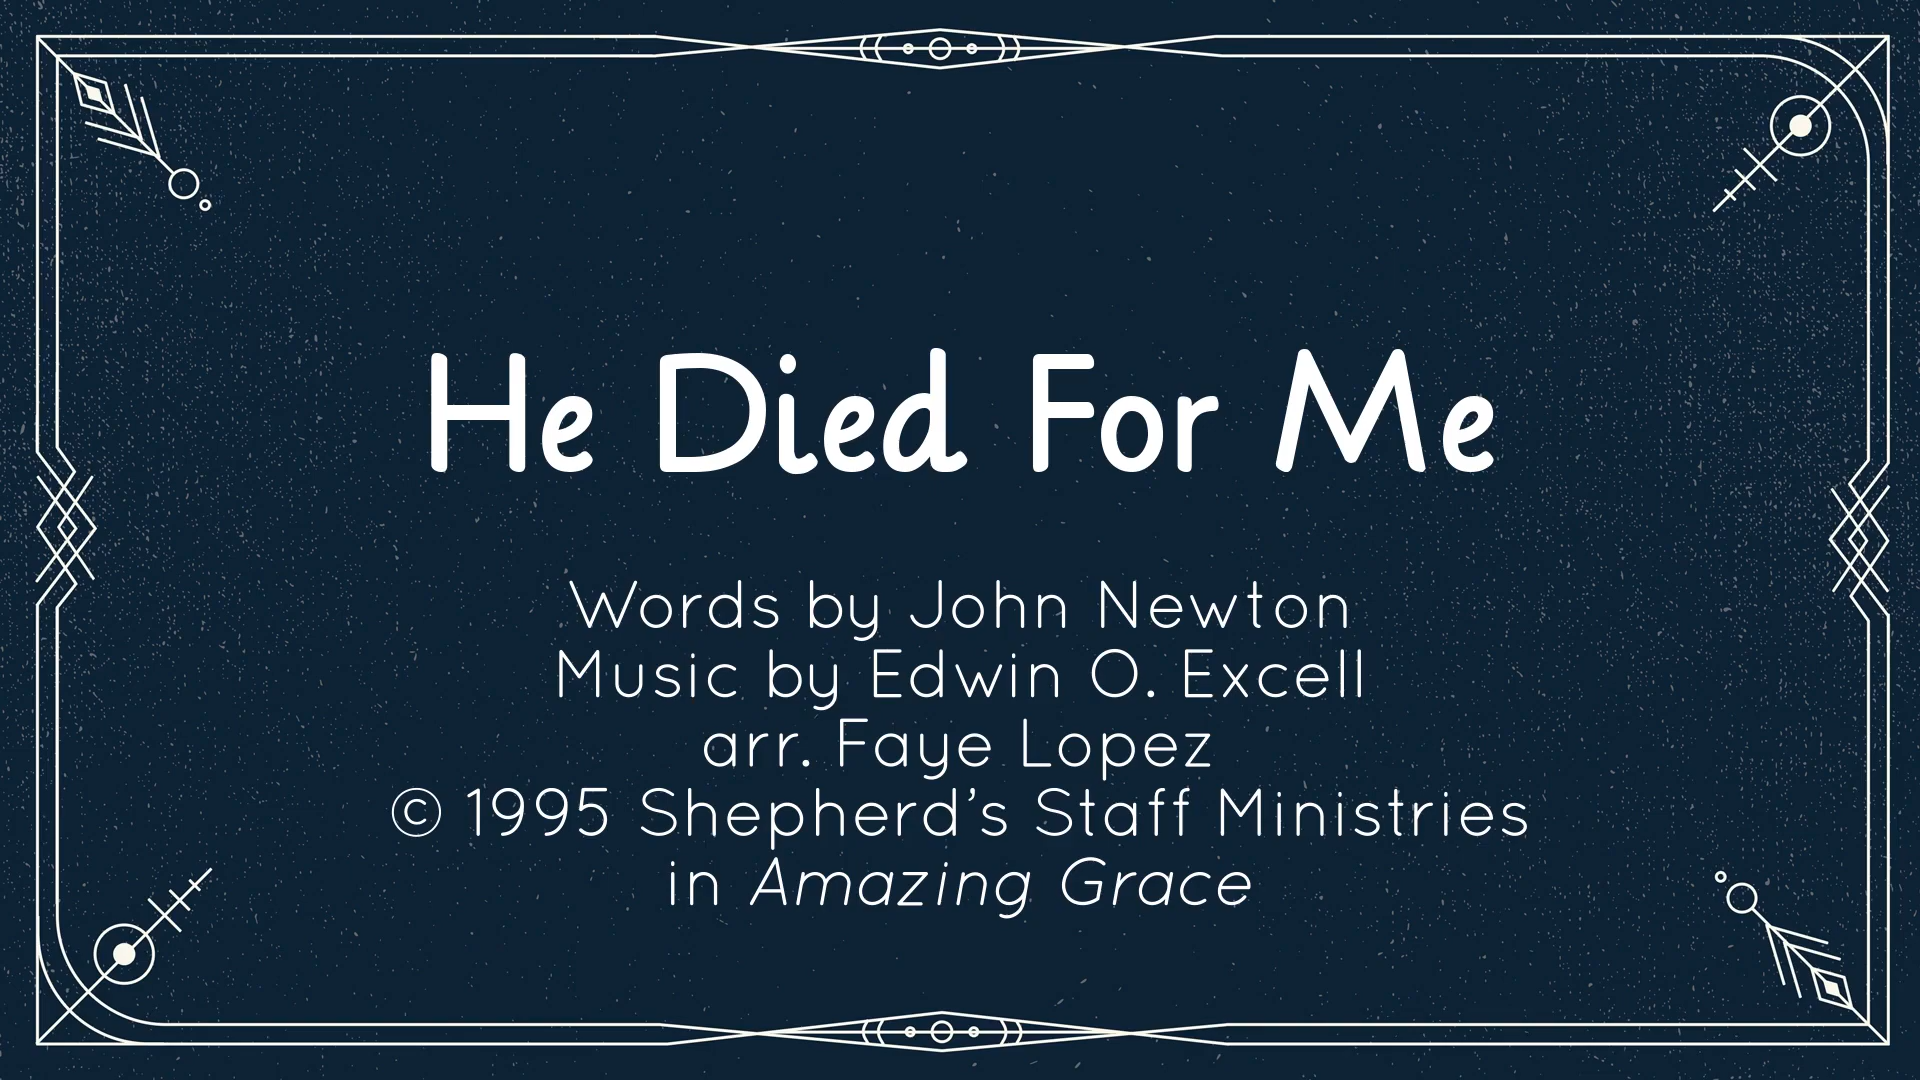 He Died For Me
Words by John Newton
Music by Edwin O. Excell
arr. Faye Lopez
© 1995 Shepherd’s Staff Ministries
in Amazing Grace